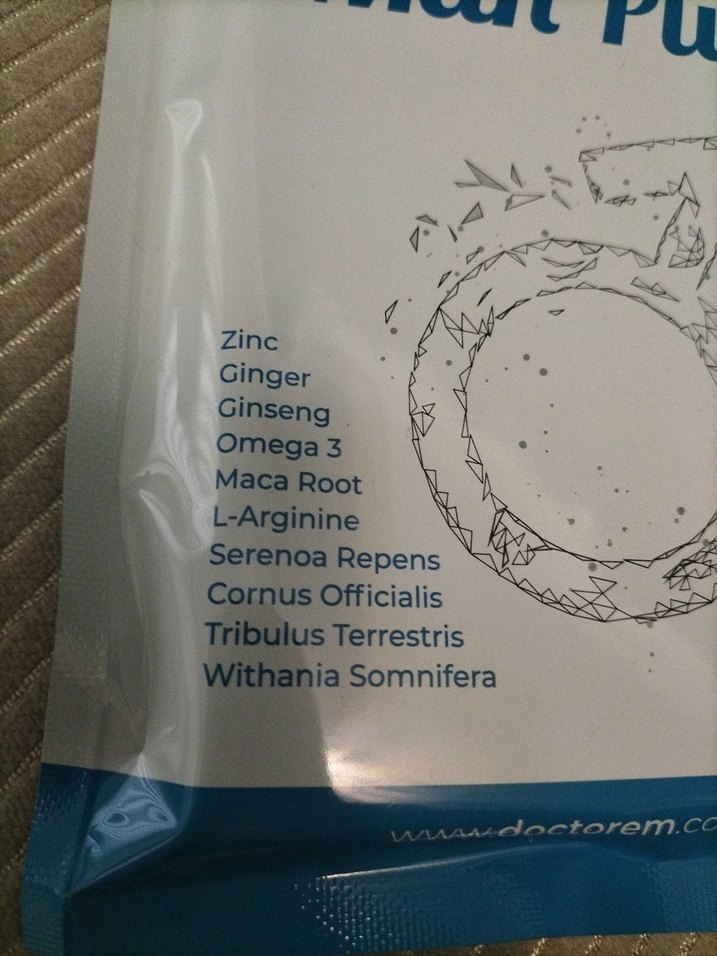 Zinc
Ginger
Ginseng
Omega 3
Maca Root
L-Arginine
Serenoa Repens
Cornus Officialis
Tribulus Terrestris
Withania Somnifera
www.doctorem.co